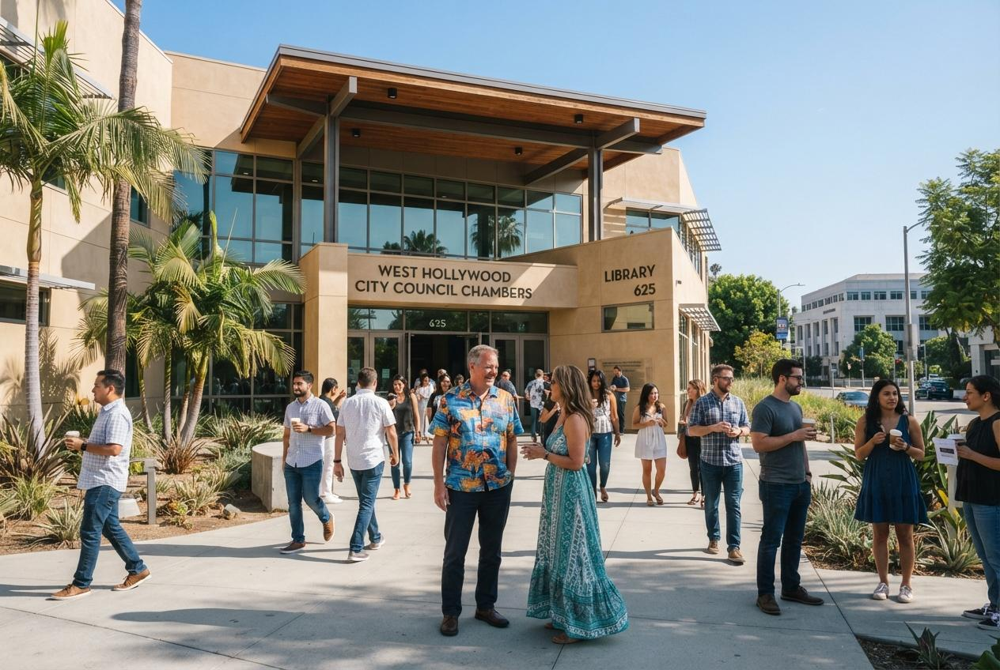 WEST HOLLYWOOD
CITY COUNCIL CHAMBERS
LIBRARY
625
625